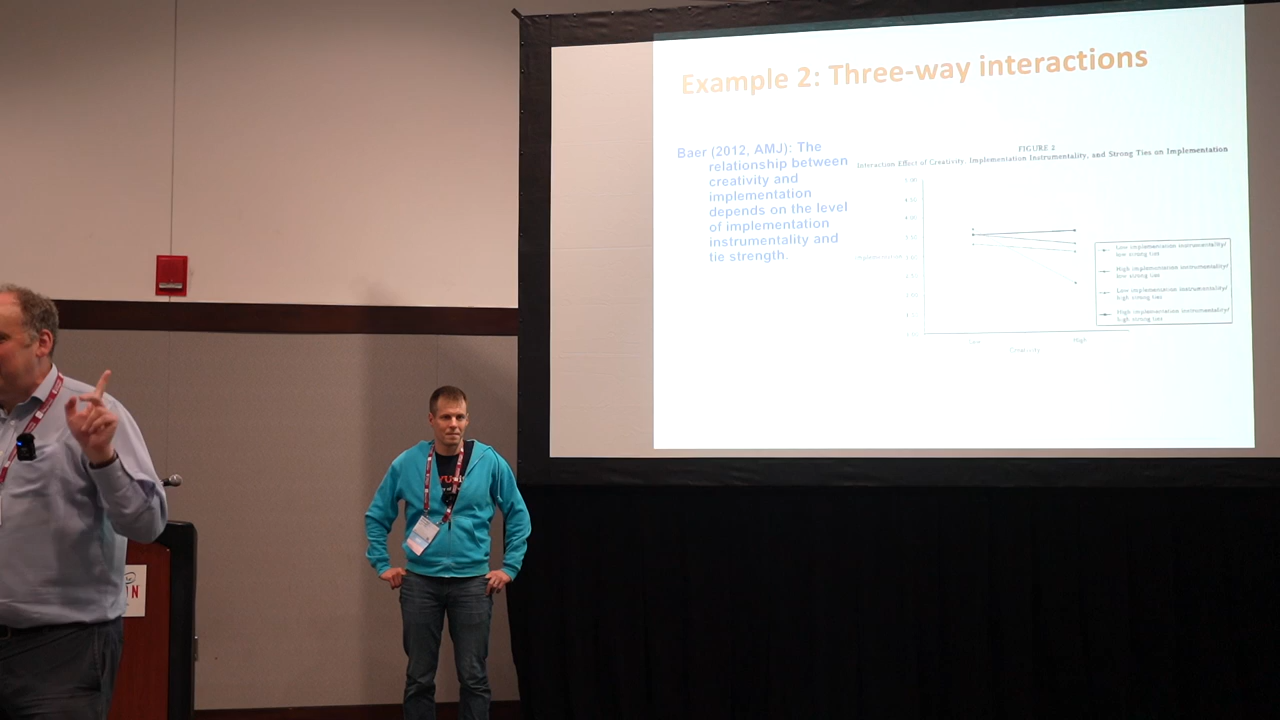 Example 2: Three-way interactions
Baer (2012, AMJ): The
relationship between
creativity and
implementation
depends on the level
of implementation
instrumentality and
tie strength.
FIGURE 2
Interaction Effect of Creativity, Implementation Instrumentality, and Strong Ties on Implementation
Implementation
Low implementation instrumentality/
low strong ties
High implementation instrumentality/
low strong ties
Low implementation instrumentality/
high strong ties
High implementation instrumentality/
high strong ties
Low
High
Creativity